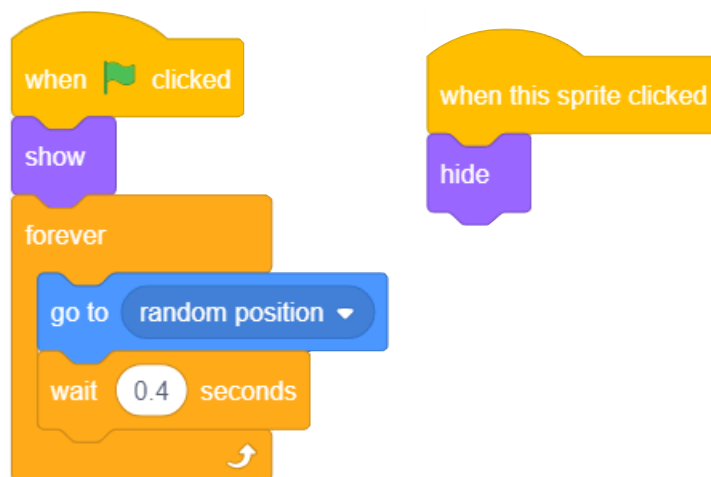 when clicked
show
forever
go to random position
wait 0.4 seconds
when this sprite clicked
hide